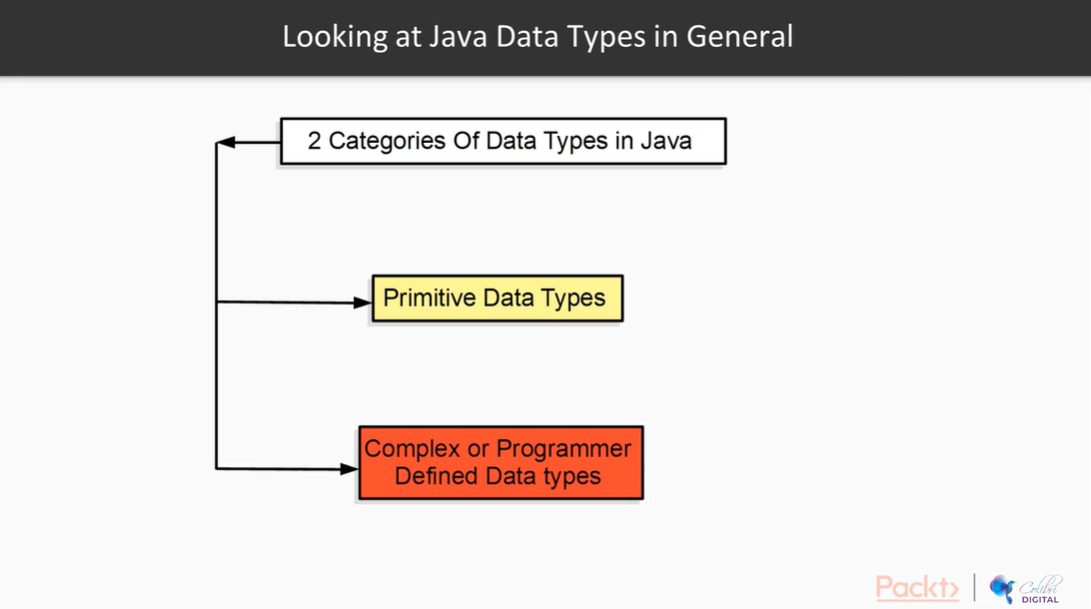 Looking at Java Data Types in General
2 Categories Of Data Types in Java
Primitive Data Types
Complex or Programmer
Defined Data types
Packt>
Colibri
DIGITAL